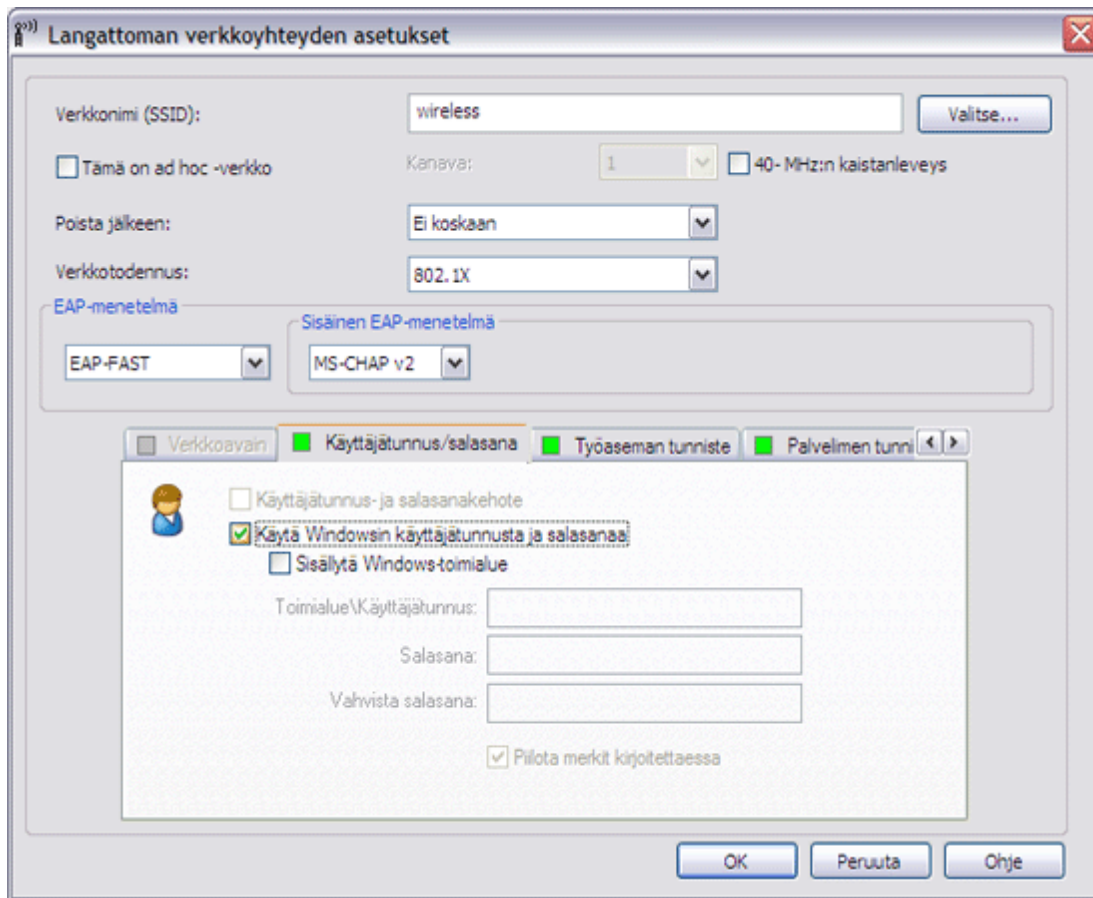 Langattoman verkkoyhteyden asetukset
Verkkonimi (SSID): wireless Valitse...
Tämä on ad hoc -verkko Kanava: 1 40- MHz:n kaistanleveys
Poista jälkeen: Ei koskaan
Verkkotodennus: 802.1X
EAP-menetelmä
Sisäinen EAP-menetelmä
EAP-FAST MS-CHAP v2
Verkkoavain Käyttäjätunnus/salasana Työaseman tunniste Palvelimen tunni
Käyttäjätunnus- ja salasanakehote
Käytä Windowsin käyttäjätunnusta ja salasanaa
Sisällytä Windows-toimialue
Toimialue\Käyttäjätunnus:
Salasana:
Vahvista salasana:
Piilota merkit kirjoitettaessa
OK Peruuta Ohje